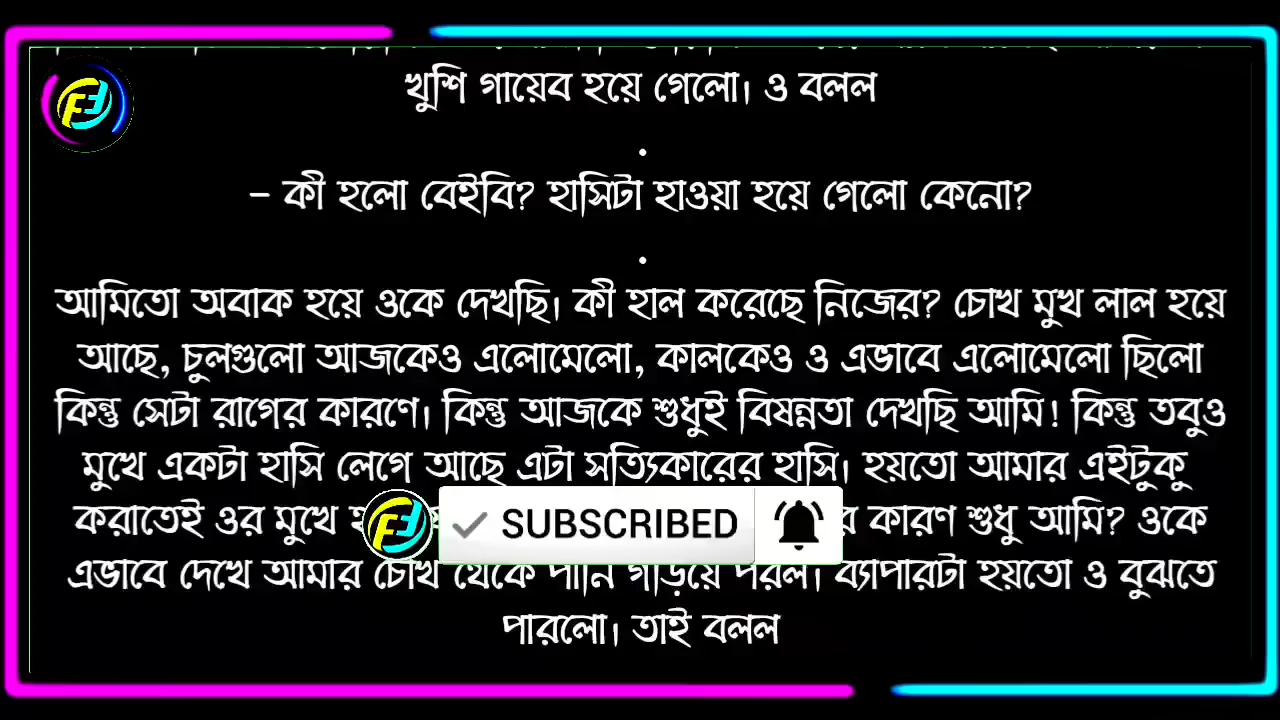 খুশি গায়েব হয়ে গেলো। ও বলল
.
– কী হলো বেইবি? হাসিটা হাওয়া হয়ে গেলো কেনো?
.
আমিতো অবাক হয়ে ওকে দেখছি। কী হাল করেছে নিজের? চোখ মুখ লাল হয়ে
আছে, চুলগুলো আজকেও এলোমেলো, কালকেও ও এভাবে এলোমেলো ছিলো
কিন্তু সেটা রাগের কারণে। কিন্তু আজকে শুধুই বিষন্নতা দেখছি আমি! কিন্তু তবুও
মুখে একটা হাসি লেগে আছে এটা সত্যিকারের হাসি। হয়তো আমার এইটুকু
করাতেই ওর মুখে কারণ শুধু আমি? ওকে
SUBSCRIBED
এভাবে দেখে আমার চোখ থেকে পানি গড়িয়ে পরল। ব্যাপারটা হয়তো ও বুঝতে
পারলো। তাই বলল